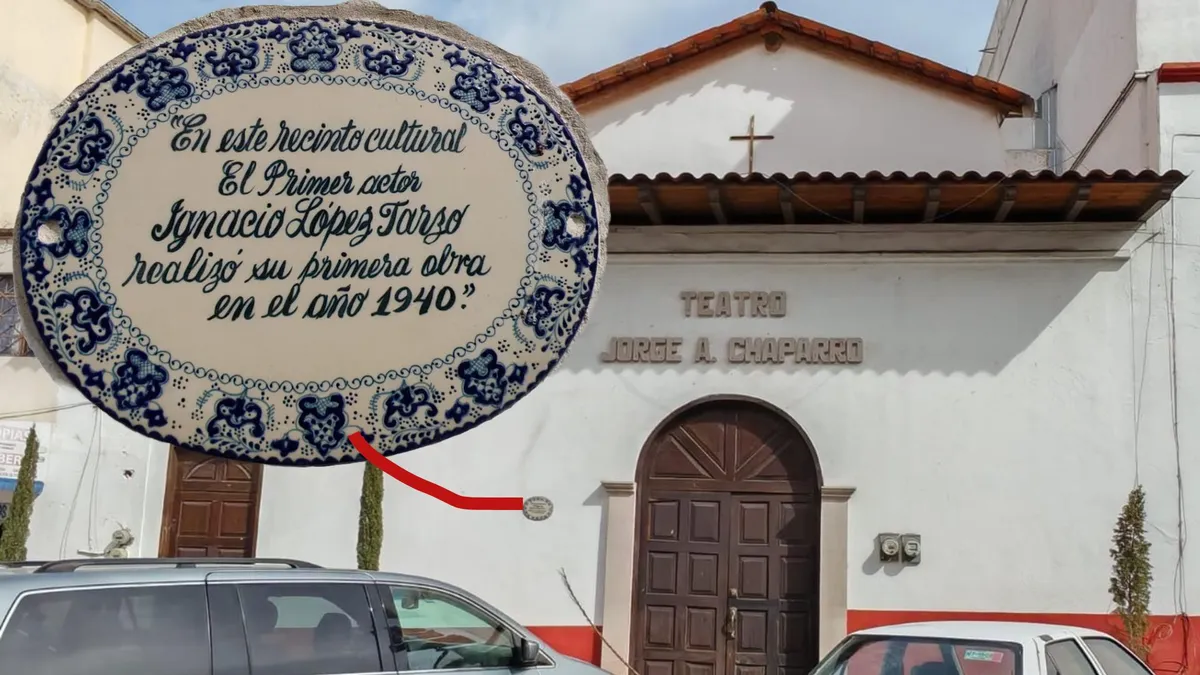 "En este recinto cultural
El Primer actor
Ignacio López Tarso
realizó su primera obra
en el año 1940."
TEATRO
JORGE A. CHAPARRO